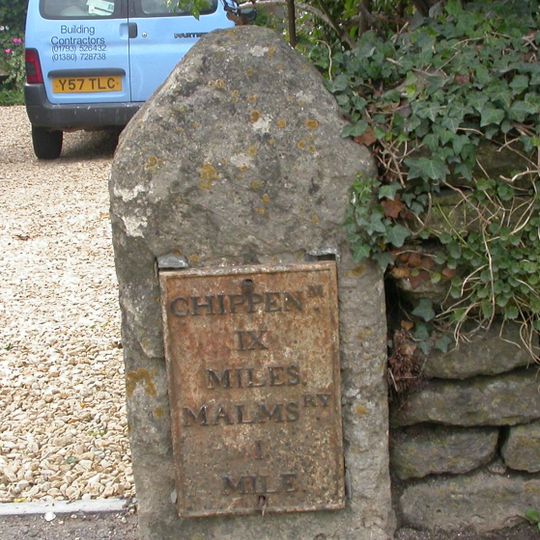 Building
Contractors
(01793) 526432
(01380) 728738
Y57 TLC
CHIPPENM
IX
MILES
MALMSRY
I
MILE